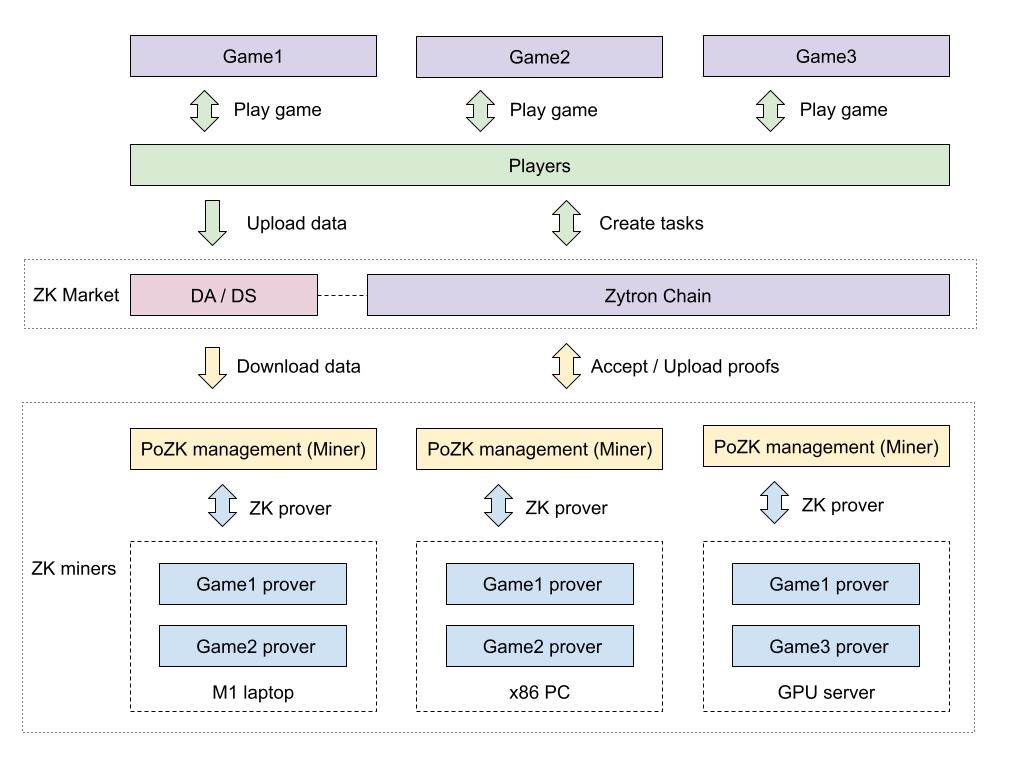 Game1
Game2
Game3
Play game
Play game
Play game
Players
Upload data
Create tasks
ZK Market
DA / DS
Zytron Chain
Download data
Accept / Upload proofs
PoZK management (Miner)
PoZK management (Miner)
PoZK management (Miner)
ZK prover
ZK prover
ZK prover
ZK miners
Game1 prover
Game1 prover
Game1 prover
Game2 prover
Game2 prover
Game3 prover
M1 laptop
x86 PC
GPU server